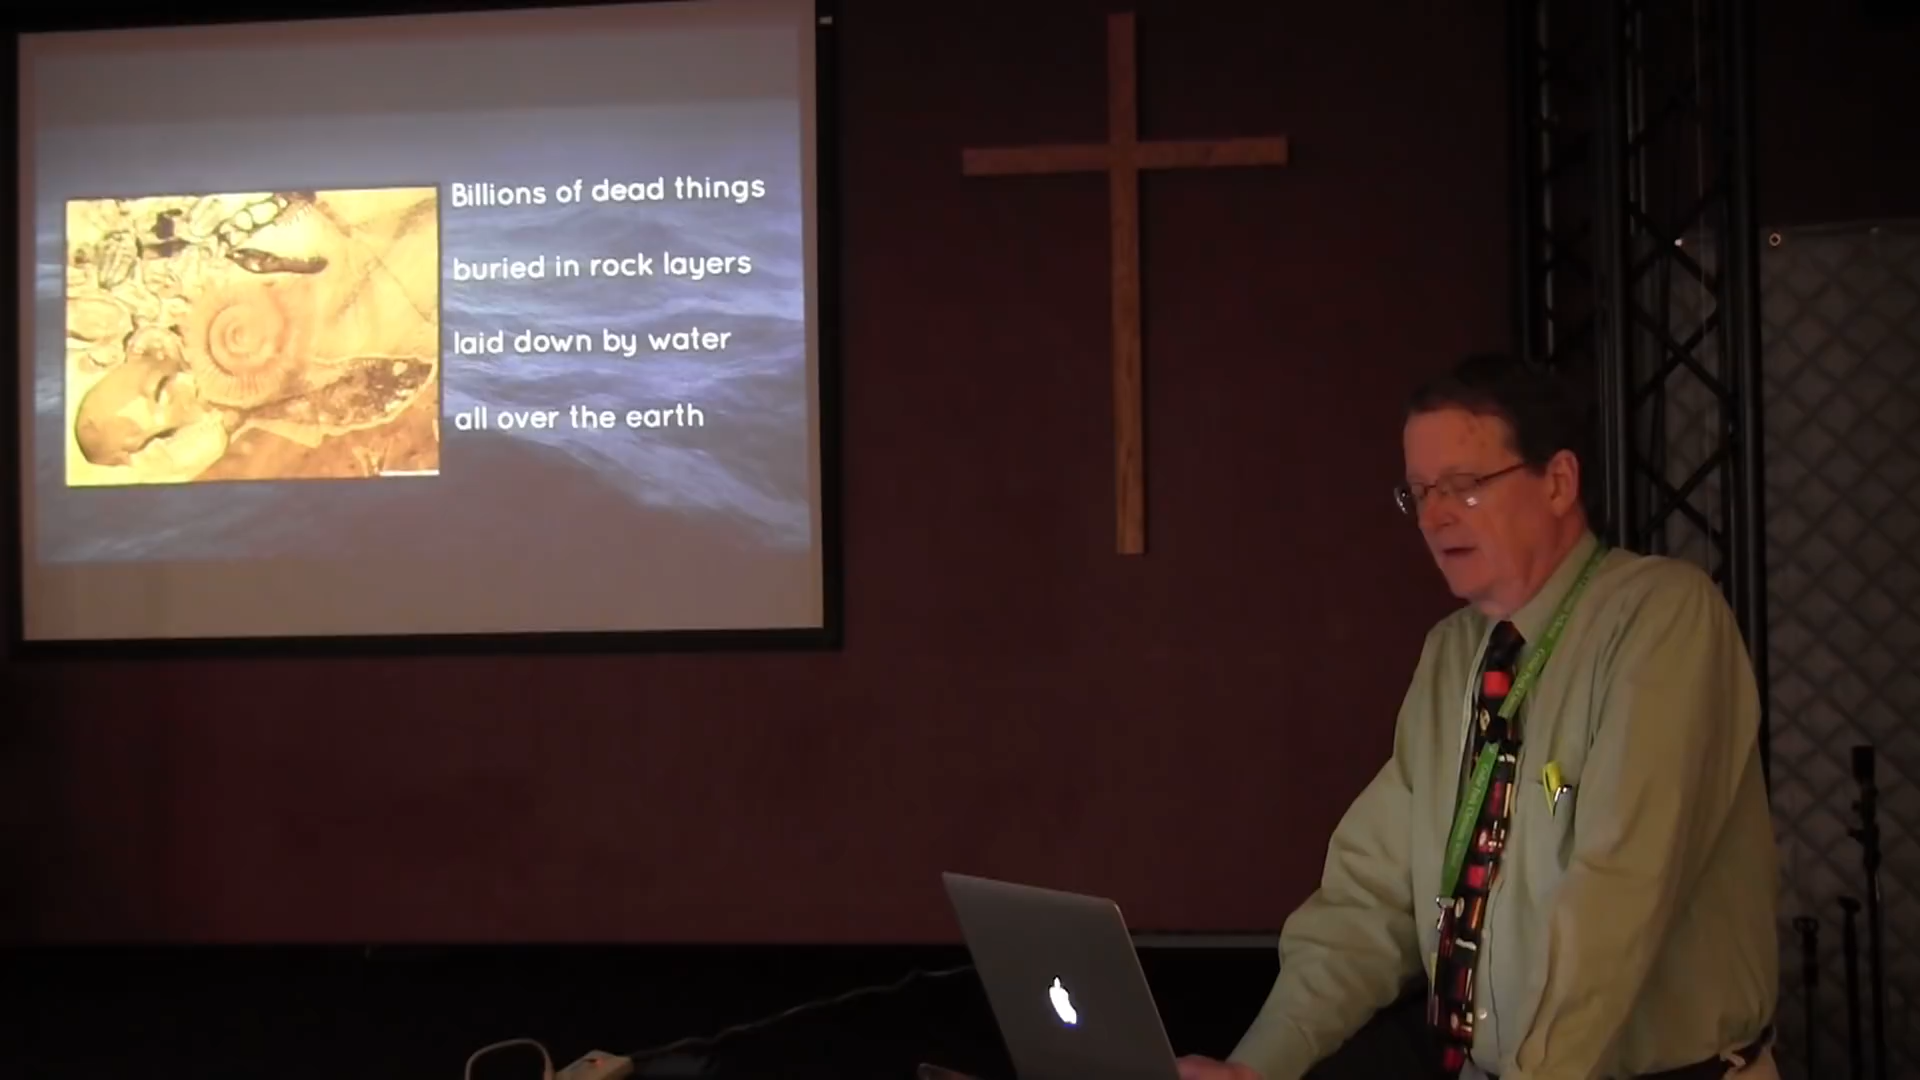 Billions of dead things
buried in rock layers
laid down by water
all over the earth